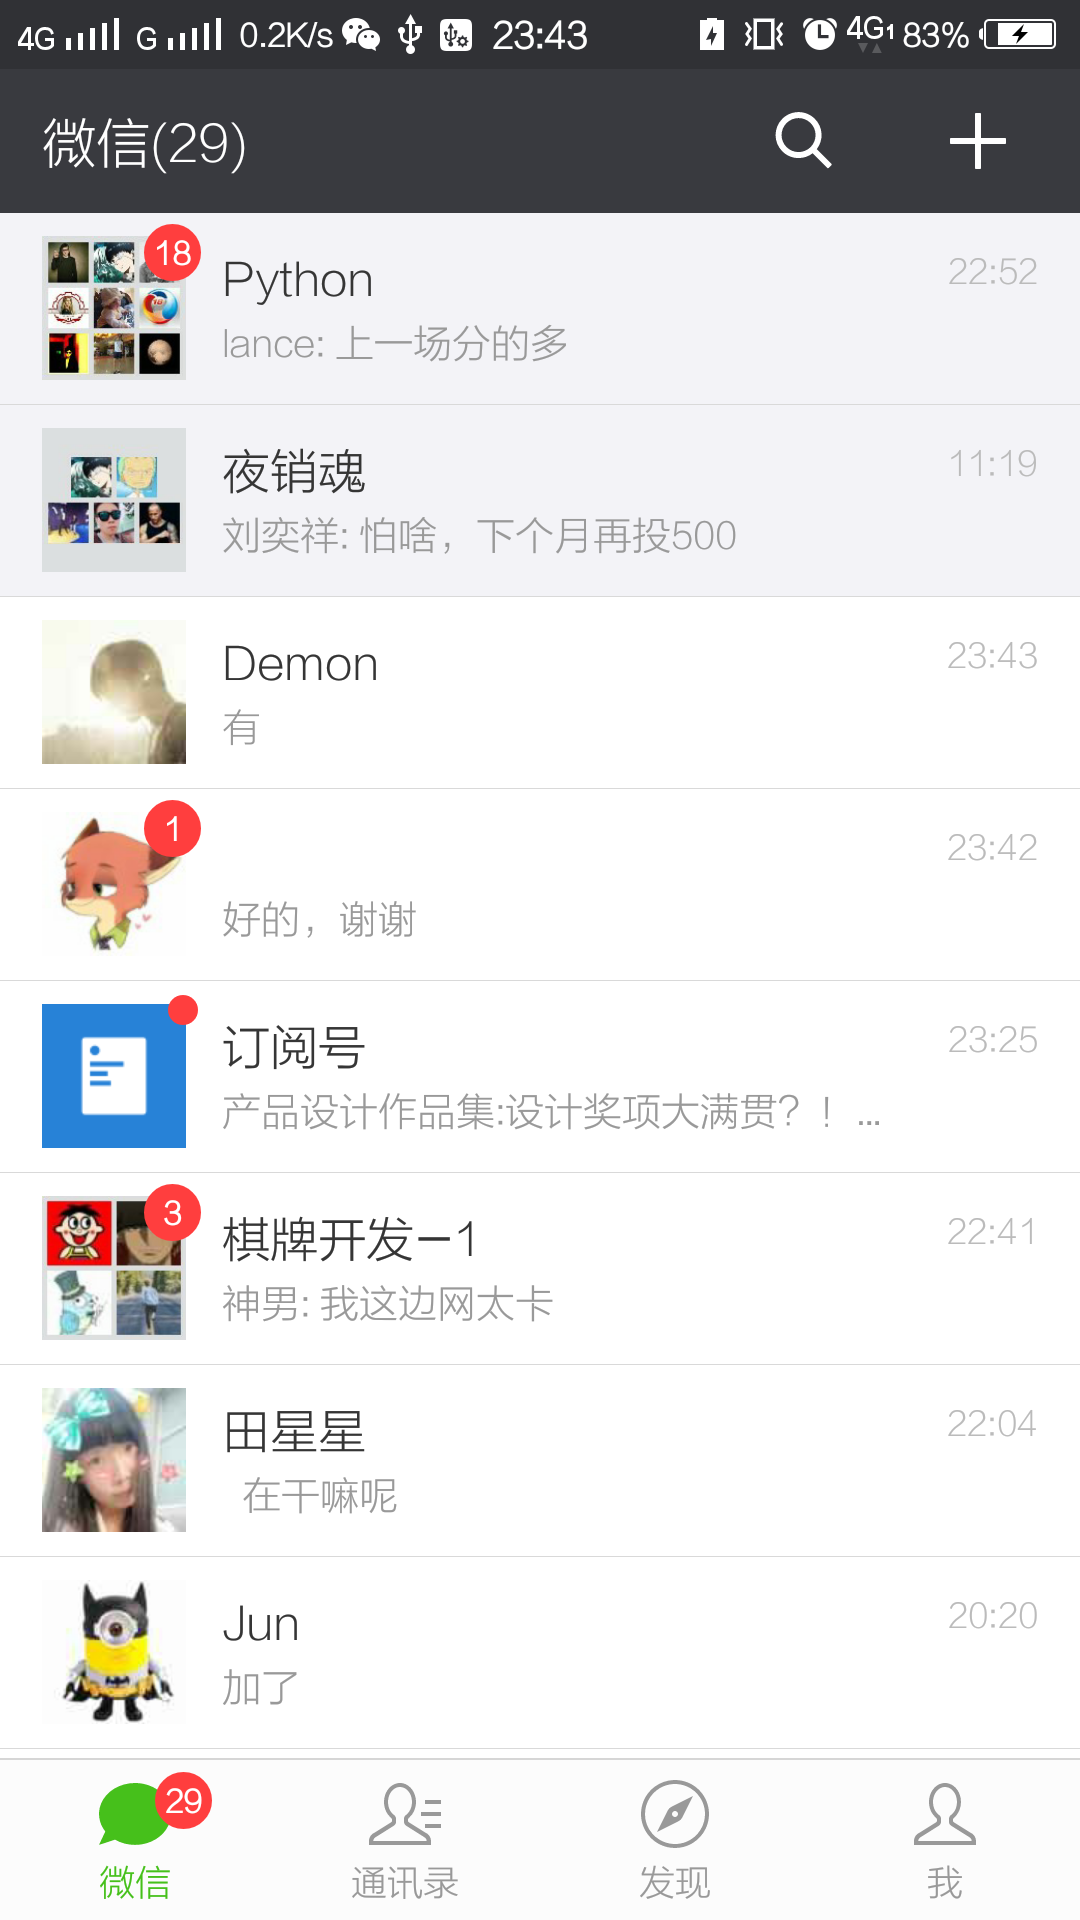 4G G 0.2K/s 23:43 4G1 83%
微信(29)
18
Python 22:52
lance: 上一场分的多
夜销魂 11:19
刘奕祥: 怕啥，下个月再投500
Demon 23:43
有
1
23:42
好的，谢谢
订阅号 23:25
产品设计作品集:设计奖项大满贯？！...
3
棋牌开发-1 22:41
神男: 我这边网太卡
田星星 22:04
在干嘛呢
Jun 20:20
加了
29
微信 通讯录 发现 我